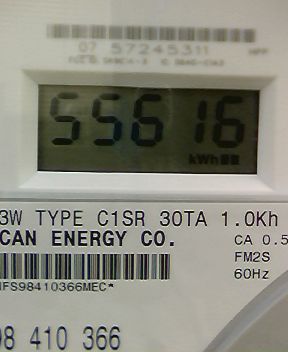 07 57245311
55616
kWh
3W TYPE C1SR 30TA 1.0Kh
CAN ENERGY CO.
CA 0.5
FM2S
60Hz
NFS98410366MEC*
98 410 366